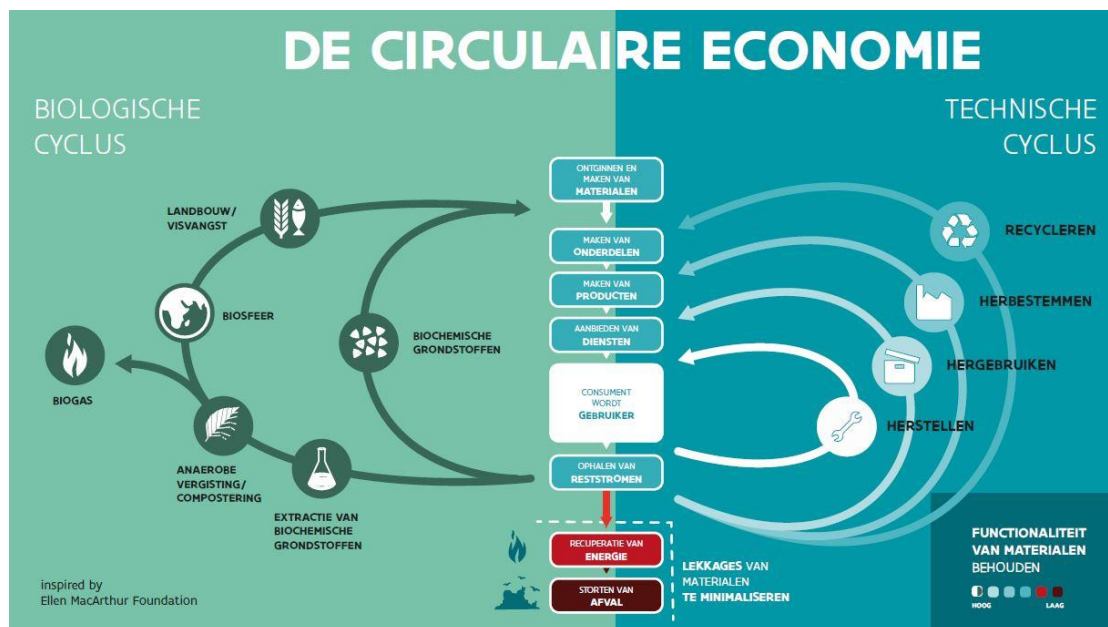 DE CIRCULAIRE ECONOMIE
BIOLOGISCHE
CYCLUS
TECHNISCHE
CYCLUS
ONTGINNEN EN
MAKEN VAN
MATERIALEN
MAKEN VAN
ONDERDELEN
MAKEN VAN
PRODUCTEN
AANBIEDEN VAN
DIENSTEN
CONSUMENT
WORDT
GEBRUIKER
OPHALEN VAN
RESTSTROMEN
RECUPERATIE VAN
ENERGIE
STORTEN VAN
AFVAL
LANDBOUW/
VISVANGST
BIOSFEER
BIOGAS
BIOCHEMISCHE
GRONDSTOFFEN
ANAEROBE
VERGISTING/
COMPOSTERING
EXTRACTIE VAN
BIOCHEMISCHE
GRONDSTOFFEN
RECYCLEREN
HERBESTEMMEN
HERGEBRUIKEN
HERSTELLEN
LEKKAGES VAN
MATERIALEN
TE MINIMALISEREN
FUNCTIONALITEIT
VAN MATERIALEN
BEHOUDEN
HOOG LAAG
inspired by
Ellen MacArthur Foundation